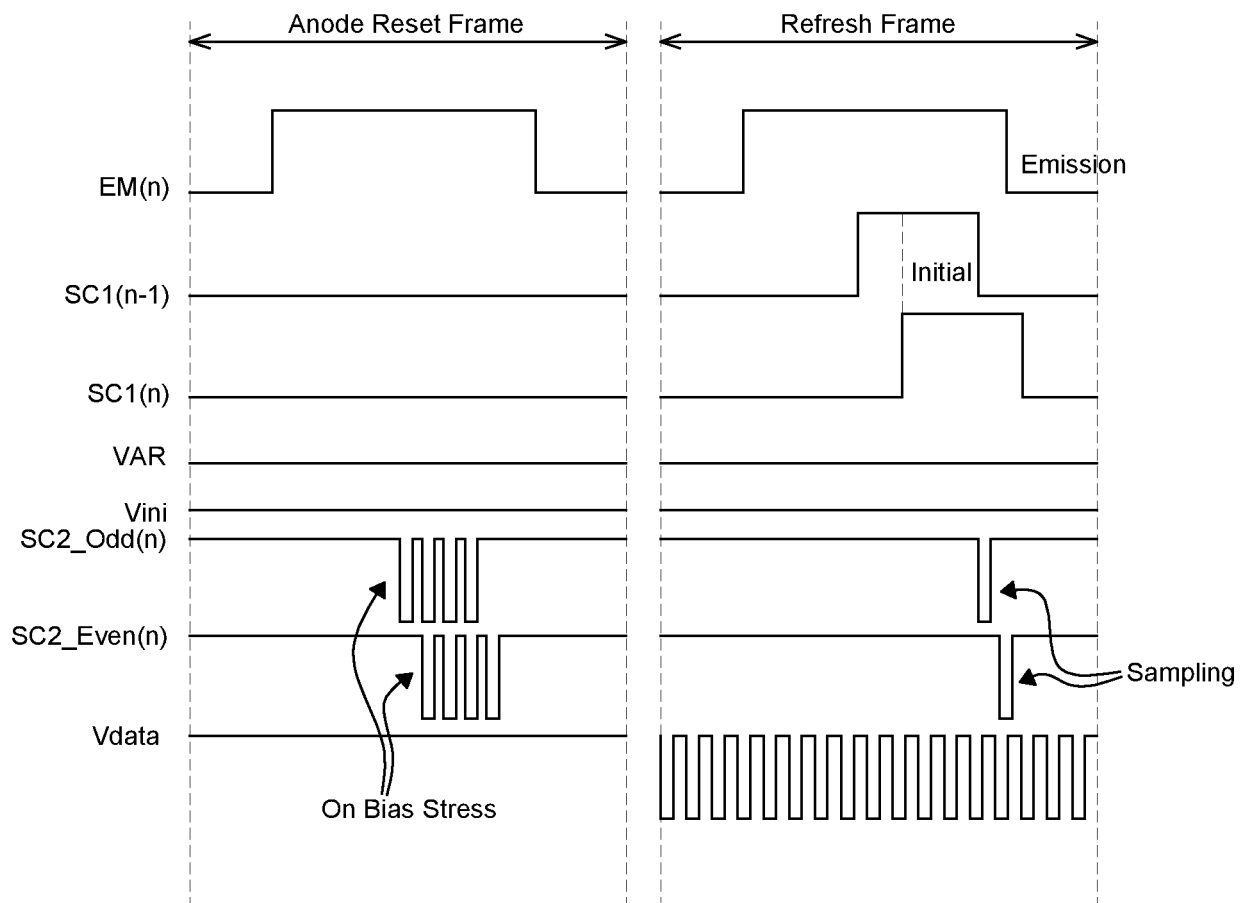 Anode Reset Frame
Refresh Frame
EM(n)
Emission
SC1(n-1)
Initial
SC1(n)
VAR
Vini
SC2_Odd(n)
SC2_Even(n)
Sampling
Vdata
On Bias Stress